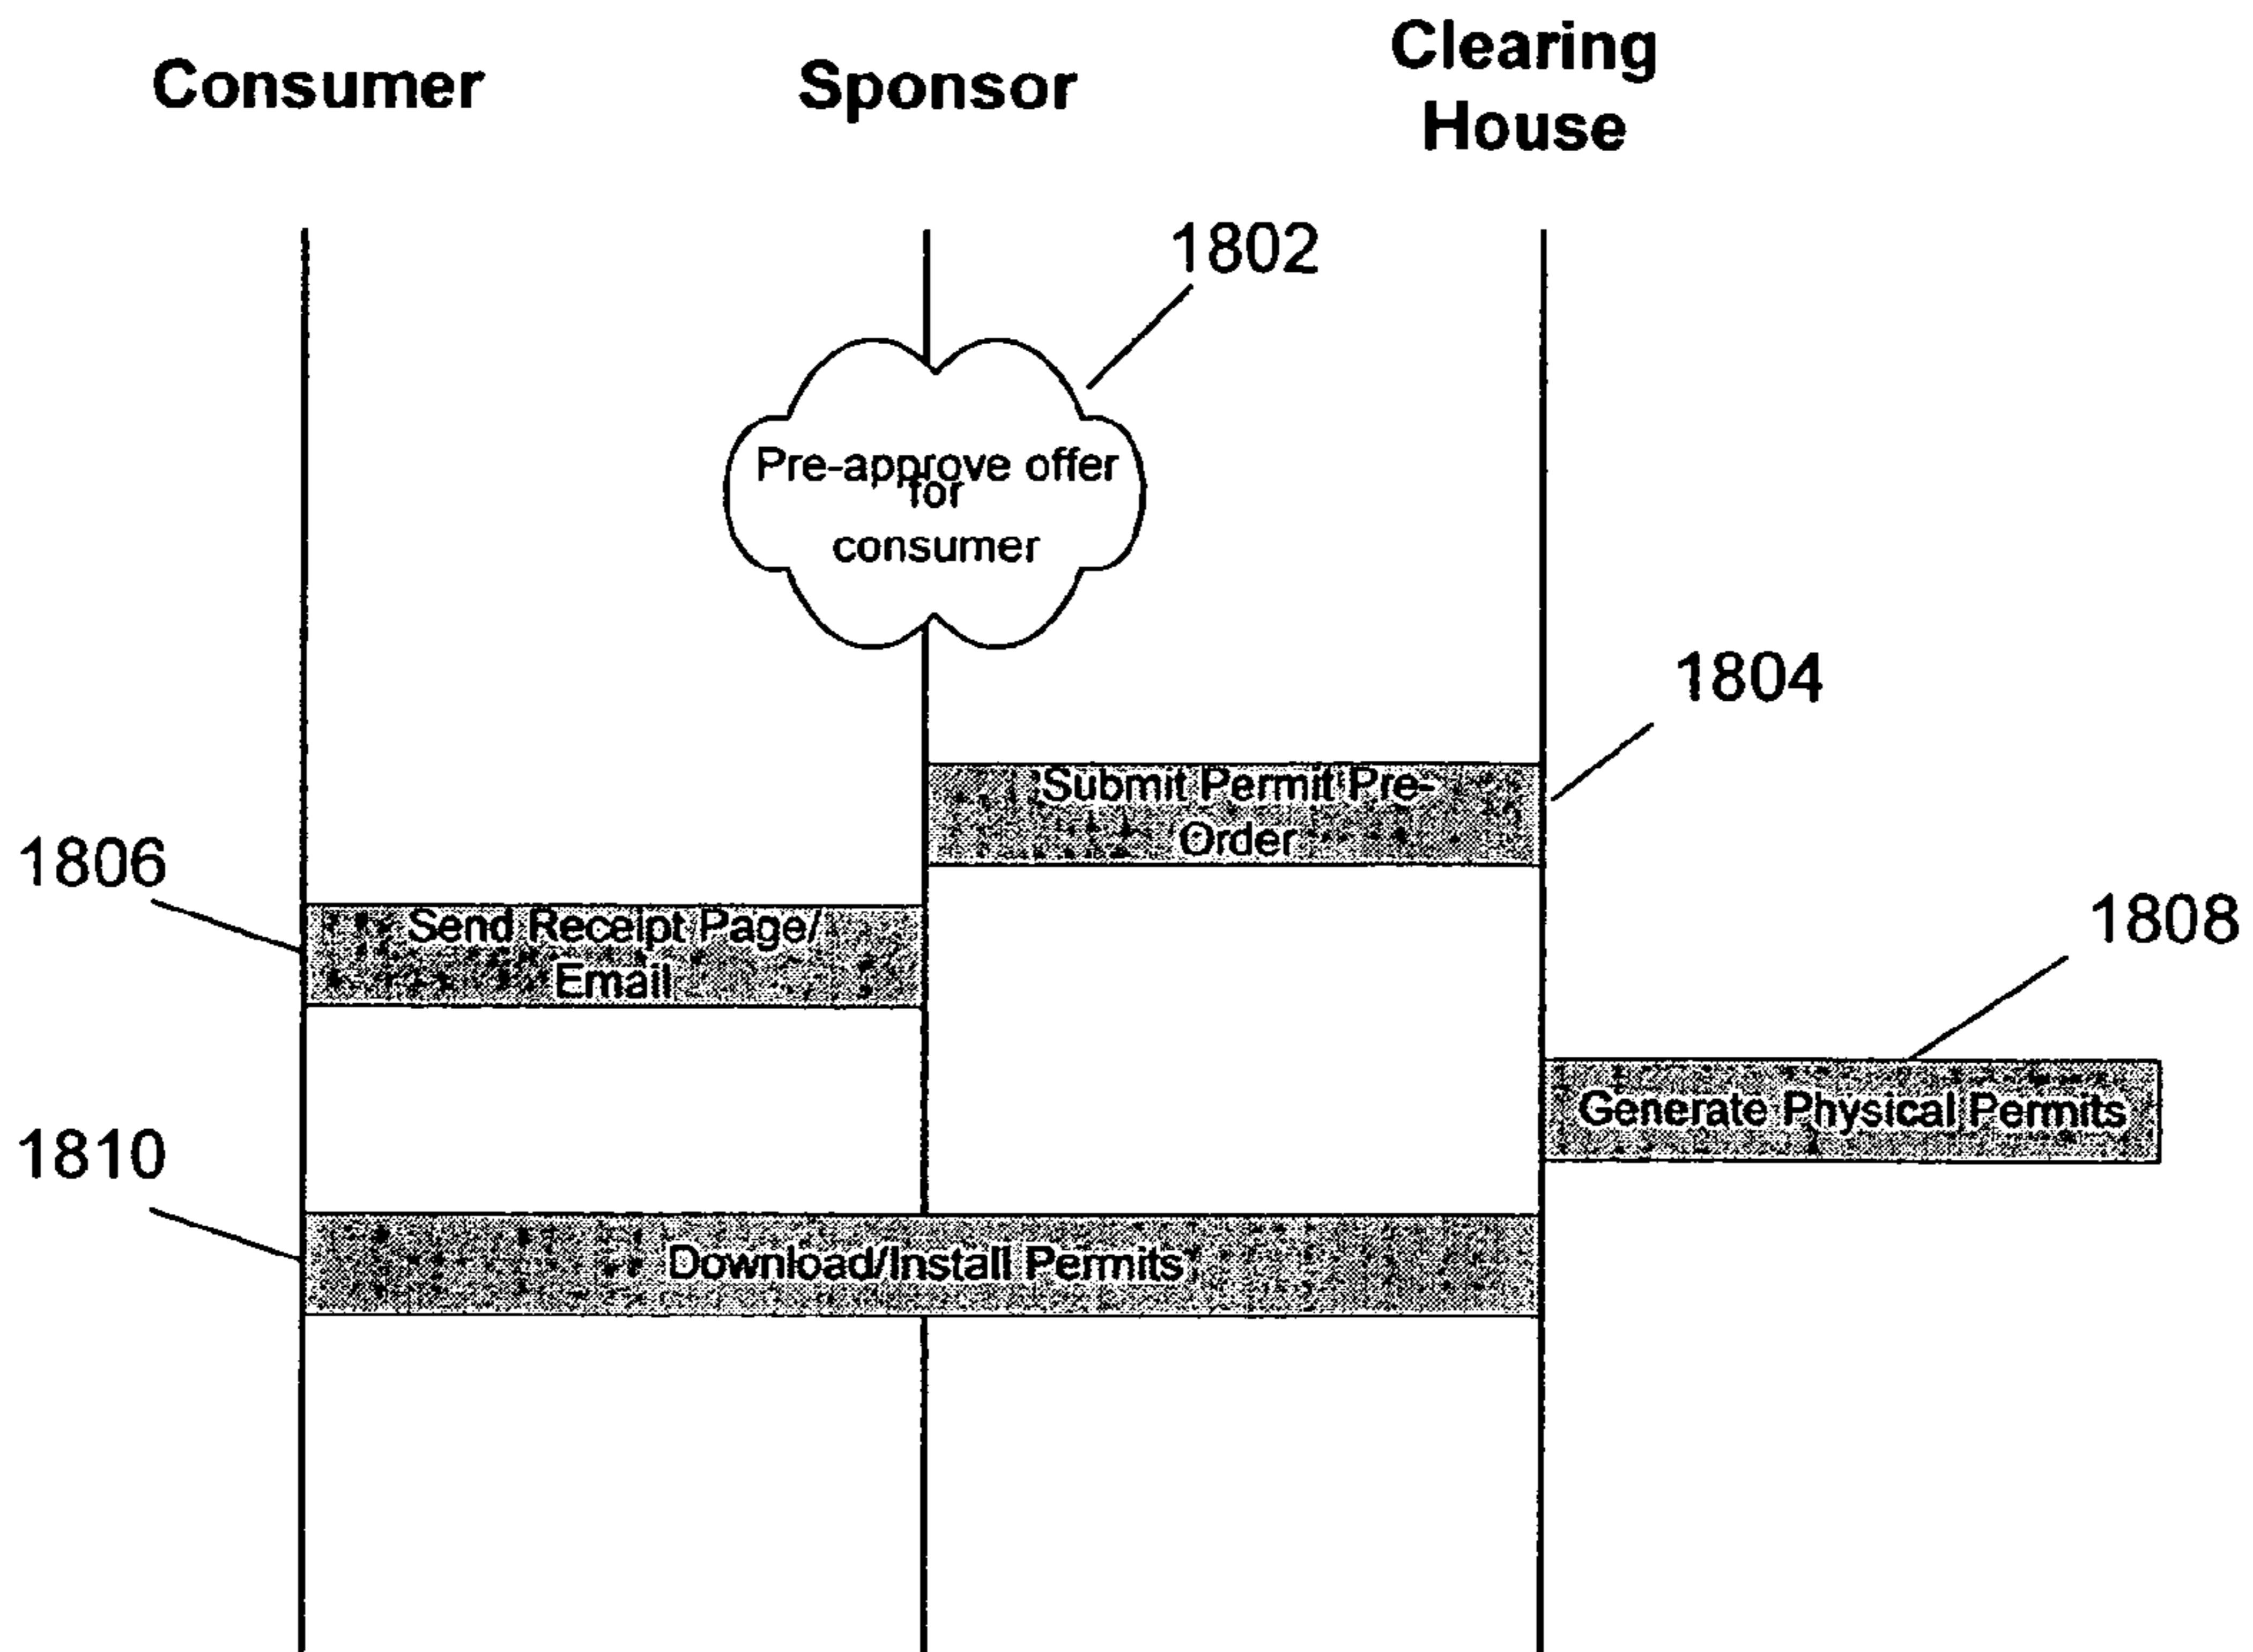 Consumer
Sponsor
Clearing
House
1802
Pre-approve offer
for
consumer
1804
Submit Permit Pre-
Order
1806
Send Receipt Page/
Email
1808
Generate Physical Permits
1810
Download/Install Permits